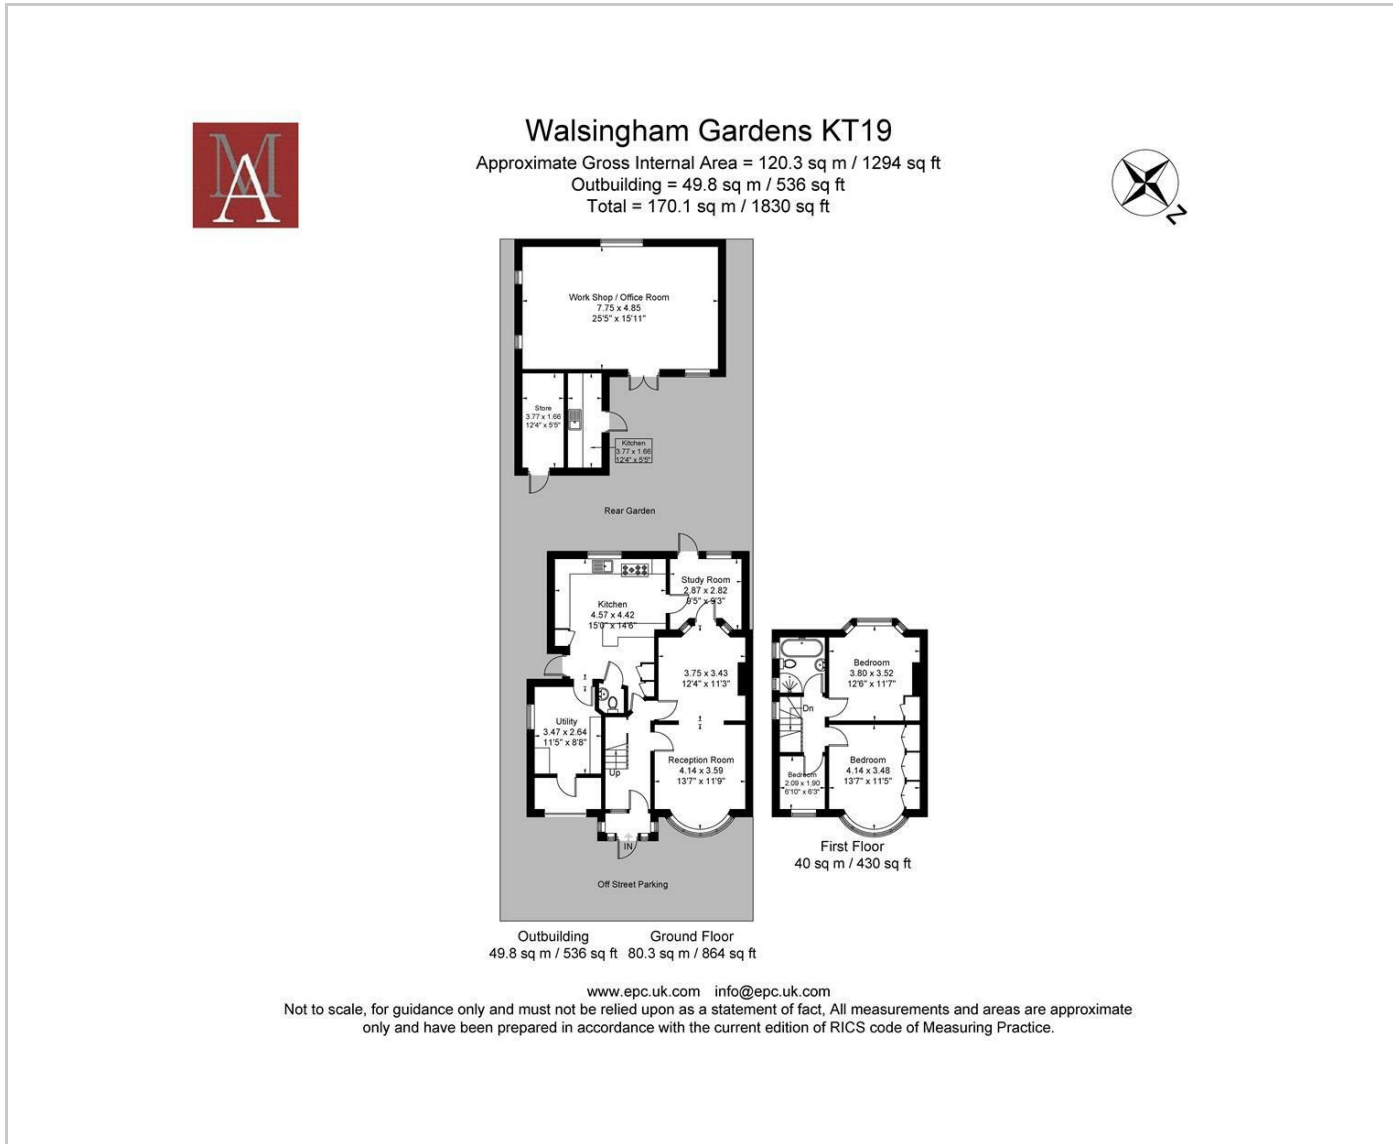 MA
Walsingham Gardens KT19
Approximate Gross Internal Area = 120.3 sq m / 1294 sq ft
Outbuilding = 49.8 sq m / 536 sq ft
Total = 170.1 sq m / 1830 sq ft
N
Work Shop / Office Room
7.75 x 4.85
25'5" x 15'11"
Store
3.77 x 1.66
12'4" x 5'5"
Kitchen
3.77 x 1.66
12'4" x 5'5"
Rear Garden
Study Room
2.87 x 2.82
9'5" x 9'3"
Kitchen
4.57 x 4.42
15'0" x 14'6"
3.75 x 3.43
12'4" x 11'3"
Utility
3.47 x 2.64
11'5" x 8'8"
Up
Reception Room
4.14 x 3.59
13'7" x 11'9"
IN
Off Street Parking
Bedroom
3.80 x 3.52
12'6" x 11'7"
Dn
Bedroom
2.09 x 1.90
6'10" x 6'3"
Bedroom
4.14 x 3.48
13'7" x 11'5"
First Floor
40 sq m / 430 sq ft
Outbuilding
49.8 sq m / 536 sq ft
Ground Floor
80.3 sq m / 864 sq ft
www.epc.uk.com info@epc.uk.com
Not to scale, for guidance only and must not be relied upon as a statement of fact, All measurements and areas are approximate
only and have been prepared in accordance with the current edition of RICS code of Measuring Practice.